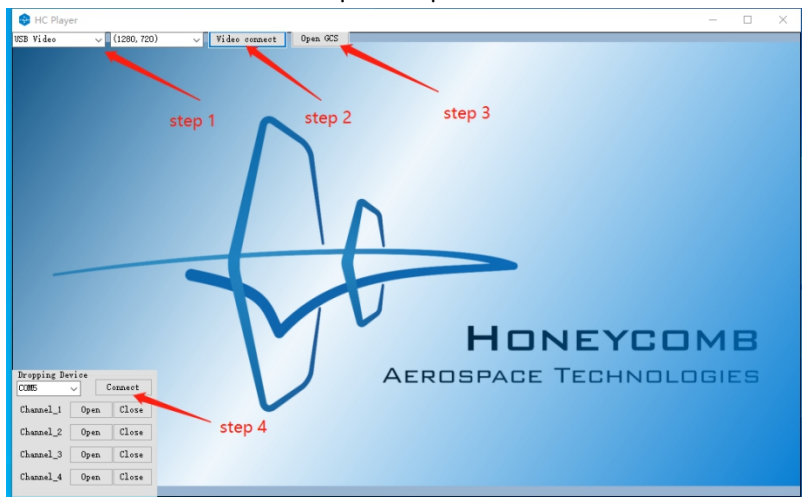 HC Player
USB Video (1280, 720) Video connect Open GCS
step 1
step 2
step 3
HONEYCOMB
AEROSPACE TECHNOLOGIES
Dropping Device
COM5 Connect
Channel_1 Open Close
Channel_2 Open Close
Channel_3 Open Close
Channel_4 Open Close
step 4